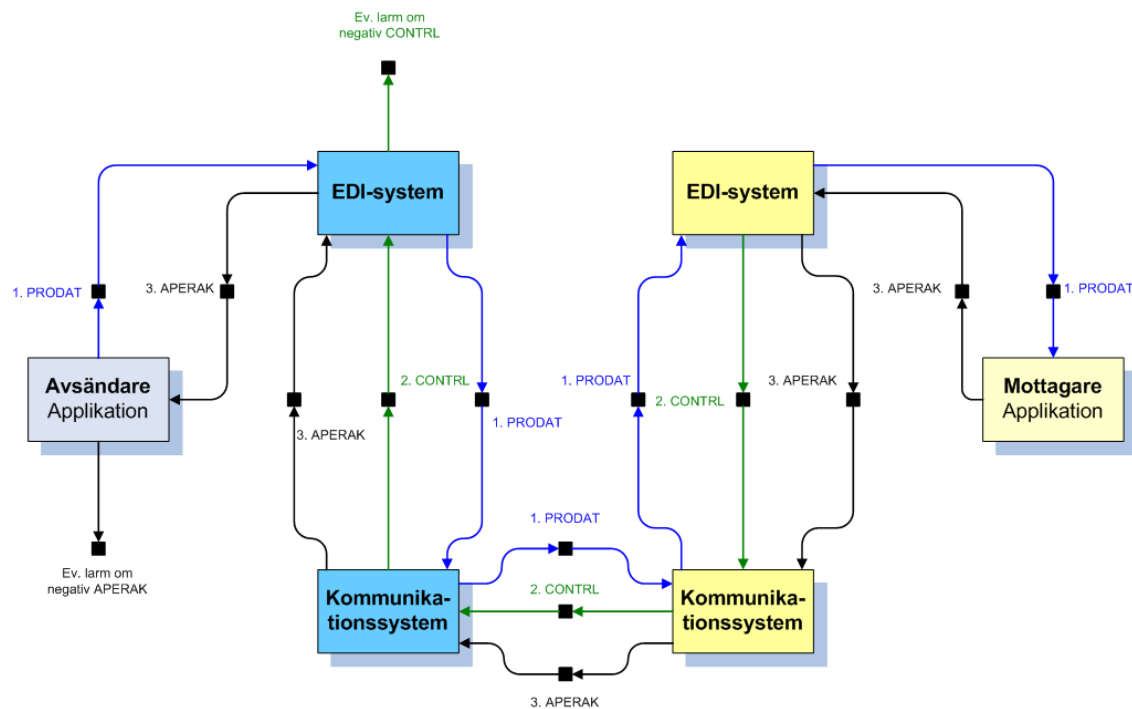 Ev. larm om
negativ CONTRL
EDI-system
EDI-system
1. PRODAT
3. APERAK
3. APERAK
1. PRODAT
Avsändare
Applikation
2. CONTRL
1. PRODAT
3. APERAK
1. PRODAT
2. CONTRL
3. APERAK
Mottagare
Applikation
Ev. larm om
negativ APERAK
1. PRODAT
Kommunika-
tionssystem
2. CONTRL
Kommunika-
tionssystem
3. APERAK